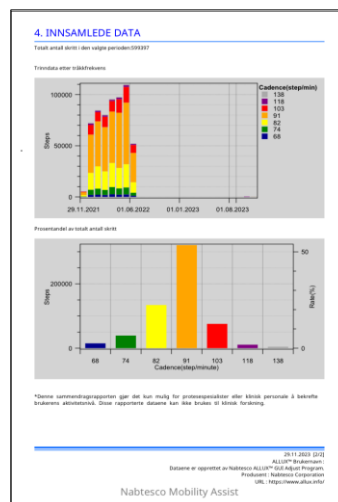 4. INNSAMLEDE DATA
Totalt antall skritt i den valgte perioden:599397
Trinndata etter tråkkfrekvens
Cadence(step/min)
138
118
103
91
82
74
68
100000
50000
0
Steps
29.11.2021 01.06.2022 01.01.2023 01.08.2023
Prosentandel av totalt antall skritt
200000
0
Steps
50
0
Rate(%)
68 74 82 91 103 118 138
Cadence(step/minute)
*Denne sammendragsrapporten gjør det kun mulig for protesespesialister eller klinisk personale å bekrefte
brukerens aktivitetsnivå. Disse rapporterte dataene kan ikke brukes til klinisk forskning.
29.11.2023 [2/2]
ALLUX™ Brukernavn :
Dataene er opprettet av Nabtesco ALLUX™ GUI Adjust Program.
Produsent : Nabtesco Corporation
URL : https://www.allux.info/
Nabtesco Mobility Assist